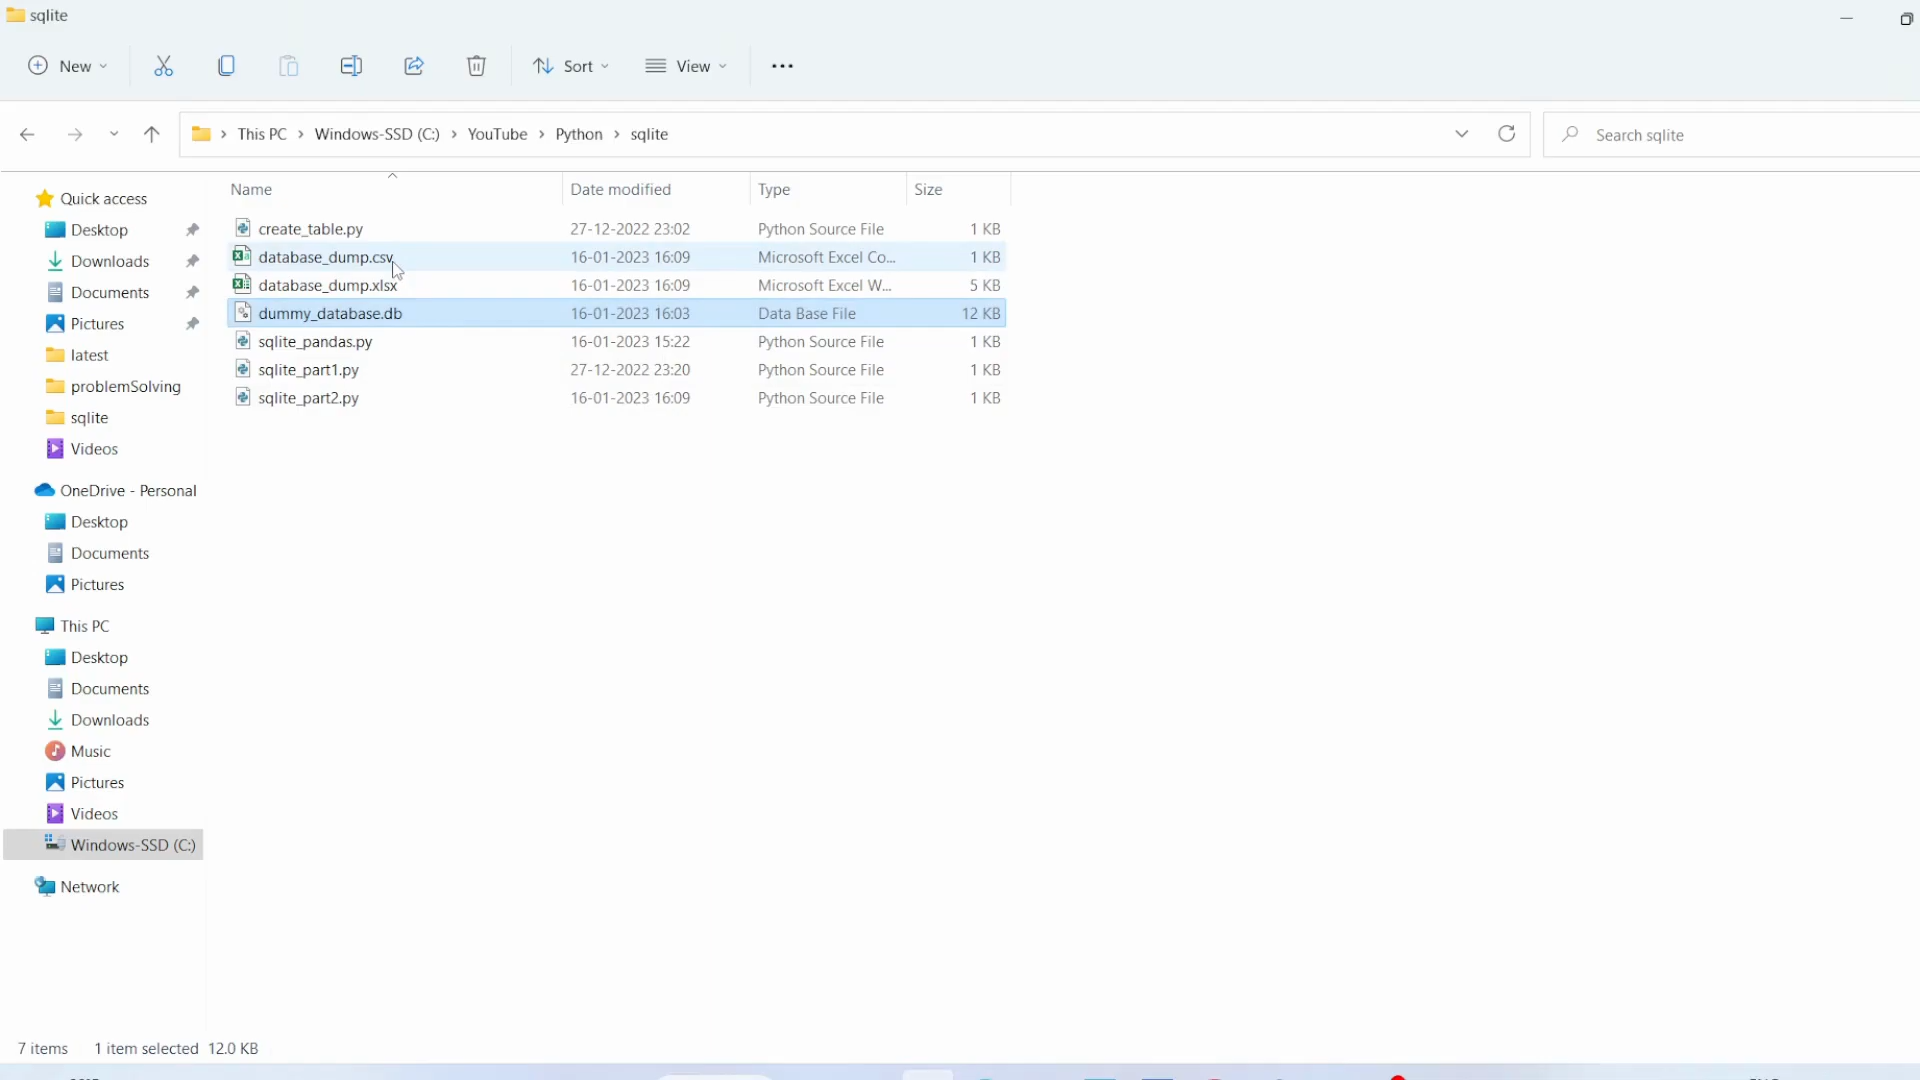 sqlite
New
Sort
View
This PC > Windows-SSD (C:) > YouTube > Python > sqlite
Search sqlite
Name Date modified Type Size
create_table.py 27-12-2022 23:02 Python Source File 1 KB
database_dump.csv 16-01-2023 16:09 Microsoft Excel Co... 1 KB
database_dump.xlsx 16-01-2023 16:09 Microsoft Excel W... 5 KB
dummy_database.db 16-01-2023 16:03 Data Base File 12 KB
sqlite_pandas.py 16-01-2023 15:22 Python Source File 1 KB
sqlite_part1.py 27-12-2022 23:20 Python Source File 1 KB
sqlite_part2.py 16-01-2023 16:09 Python Source File 1 KB
Quick access
Desktop
Downloads
Documents
Pictures
latest
problemSolving
sqlite
Videos
OneDrive - Personal
Desktop
Documents
Pictures
This PC
Desktop
Documents
Downloads
Music
Pictures
Videos
Windows-SSD (C:)
Network
7 items 1 item selected 12.0 KB